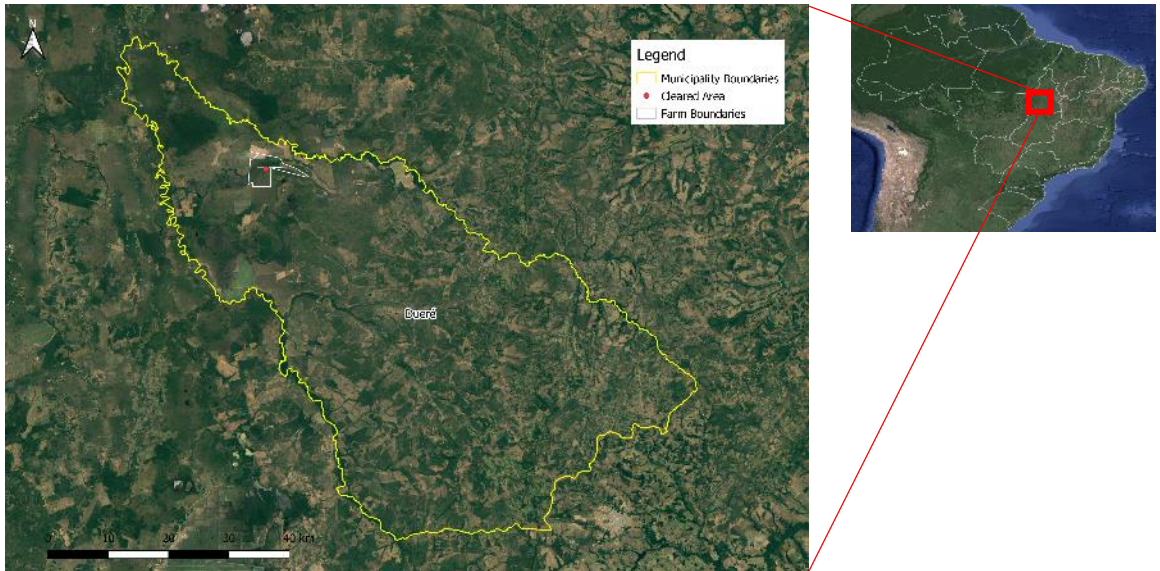 N
Legend
Municipality Boundaries
Cleared Area
Farm Boundaries
Dueré
0 10 20 30 40 km